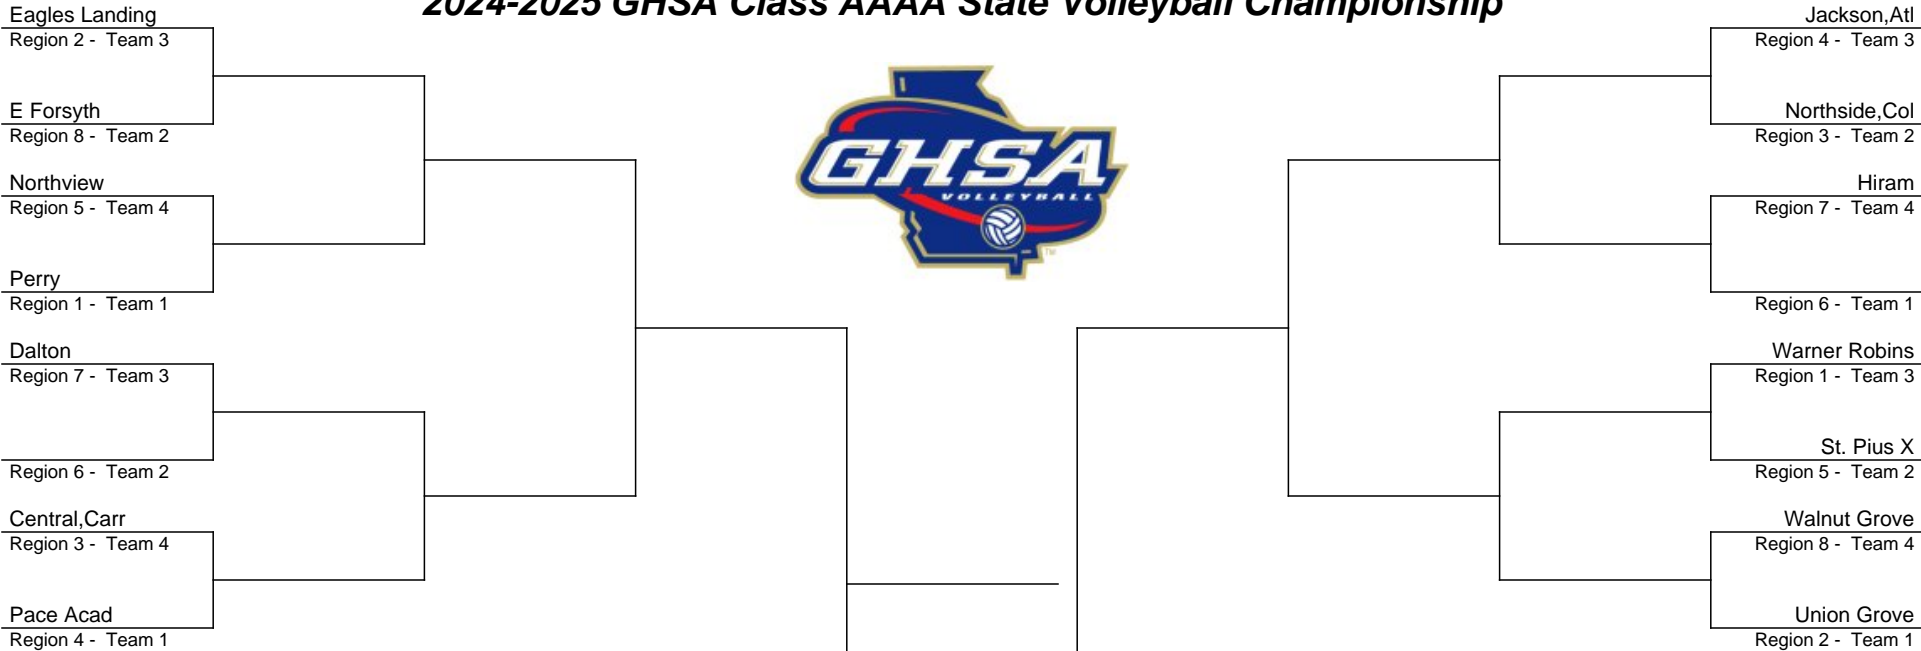 2024-2025 GHSA Class AAAA State Volleyball Championship
Eagles Landing
Region 2 - Team 3
E Forsyth
Region 8 - Team 2
Northview
Region 5 - Team 4
Perry
Region 1 - Team 1
Dalton
Region 7 - Team 3
Region 6 - Team 2
Central,Carr
Region 3 - Team 4
Pace Acad
Region 4 - Team 1
GHSA
VOLLEYBALL
TM
Jackson,Atl
Region 4 - Team 3
Northside,Col
Region 3 - Team 2
Hiram
Region 7 - Team 4
Region 6 - Team 1
Warner Robins
Region 1 - Team 3
St. Pius X
Region 5 - Team 2
Walnut Grove
Region 8 - Team 4
Union Grove
Region 2 - Team 1